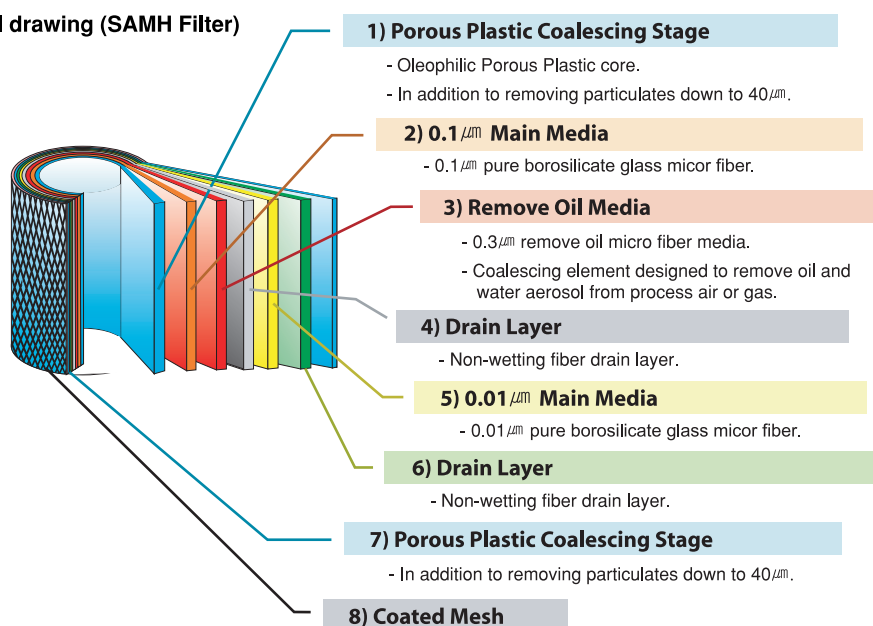 drawing (SAMH Filter)
1) Porous Plastic Coalescing Stage
- Oleophilic Porous Plastic core.
- In addition to removing particulates down to 40㎛.
2) 0.1㎛ Main Media
- 0.1㎛ pure borosilicate glass micor fiber.
3) Remove Oil Media
- 0.3㎛ remove oil micro fiber media.
- Coalescing element designed to remove oil and
water aerosol from process air or gas.
4) Drain Layer
- Non-wetting fiber drain layer.
5) 0.01㎛ Main Media
- 0.01㎛ pure borosilicate glass micor fiber.
6) Drain Layer
- Non-wetting fiber drain layer.
7) Porous Plastic Coalescing Stage
- In addition to removing particulates down to 40㎛.
8) Coated Mesh